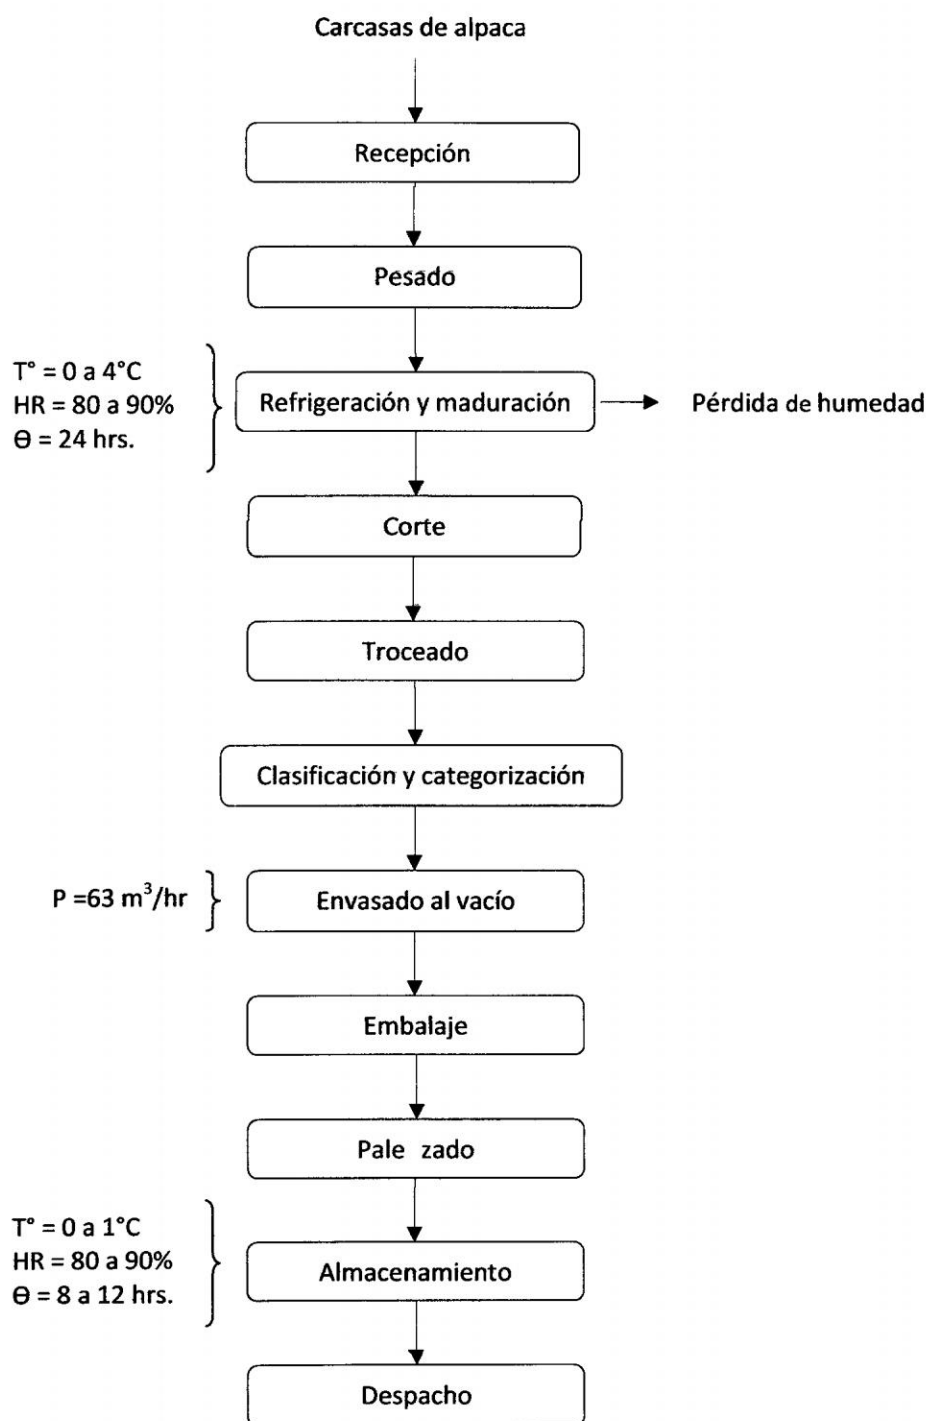 Carcasas de alpaca
Recepción
Pesado
T° = 0 a 4°C
HR = 80 a 90%
Ɵ = 24 hrs.
Refrigeración y maduración
Pérdida de humedad
Corte
Troceado
Clasificación y categorización
P =63 m³/hr
Envasado al vacío
Embalaje
Pale zado
T° = 0 a 1°C
HR = 80 a 90%
Ɵ = 8 a 12 hrs.
Almacenamiento
Despacho